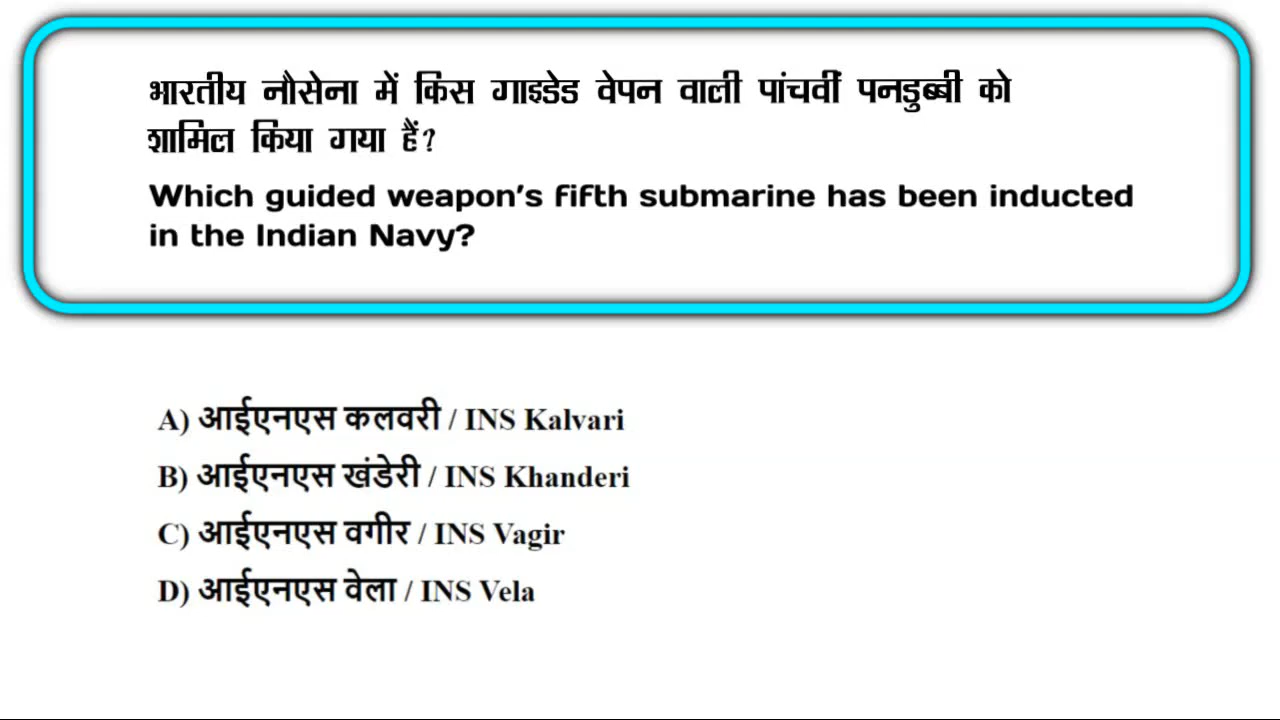 भारतीय नौसेना में किस गाइडेड वेपन वाली पांचवीं पनडुब्बी को
शामिल किया गया हैं?
Which guided weapon's fifth submarine has been inducted
in the Indian Navy?
A) आईएनएस कलवरी / INS Kalvari
B) आईएनएस खंडेरी / INS Khanderi
C) आईएनएस वगीर / INS Vagir
D) आईएनएस वेला / INS Vela